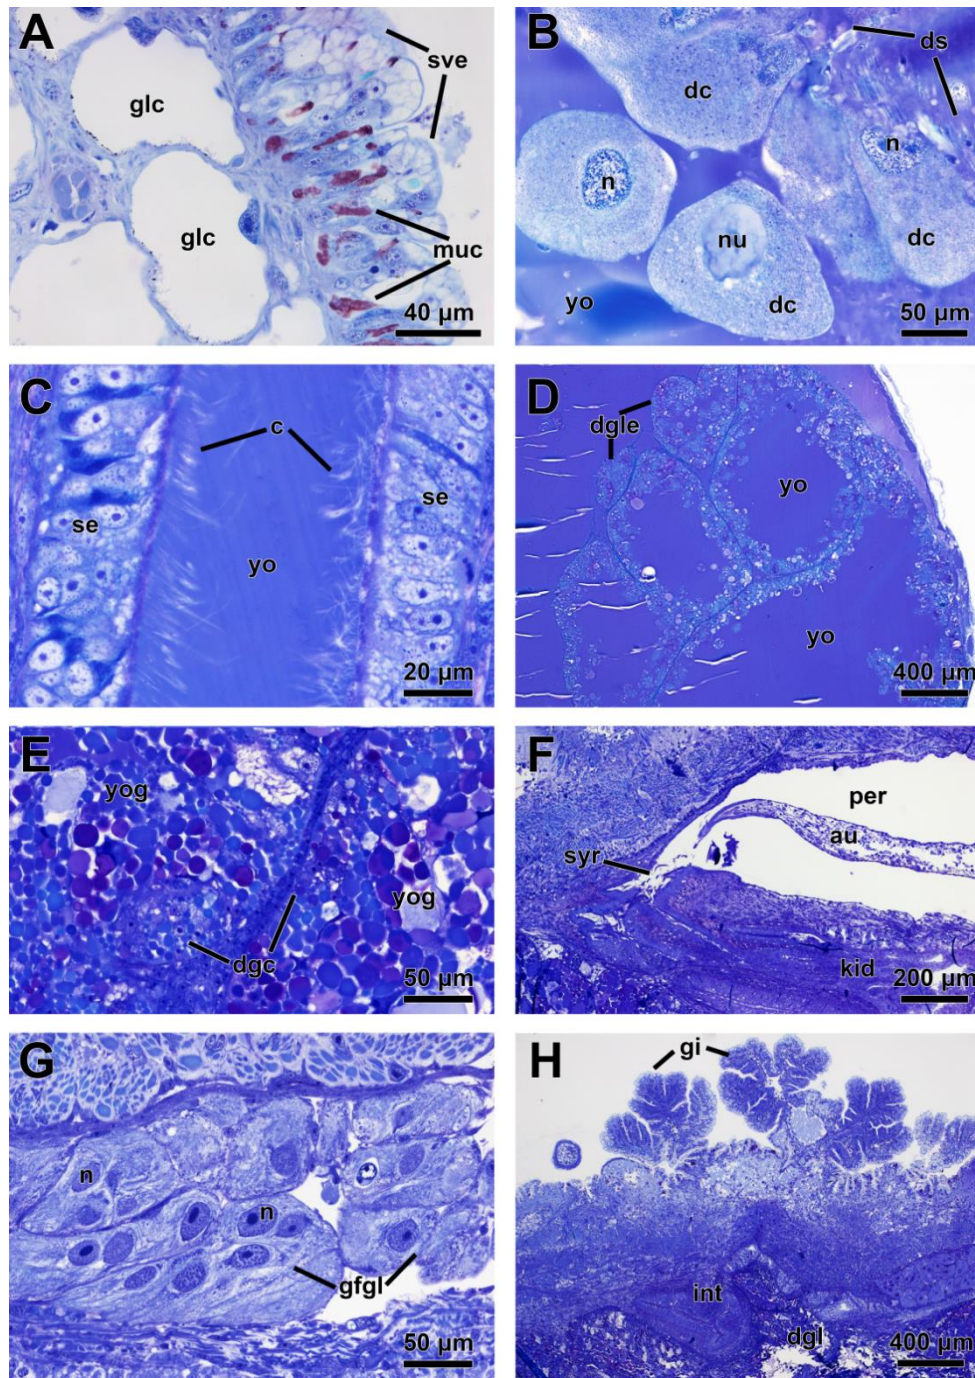 A
sve
glc
glc
muc
40 µm
B
ds
dc
n
n
nu
dc
yo
dc
50 µm
C
c
se
se
yo
20 µm
D
dgle
yo
yo
400 µm
E
yog
yog
dgc
50 µm
F
per
au
syr
kid
200 µm
G
n
n
gfgl
50 µm
H
gi
int
dgl
400 µm